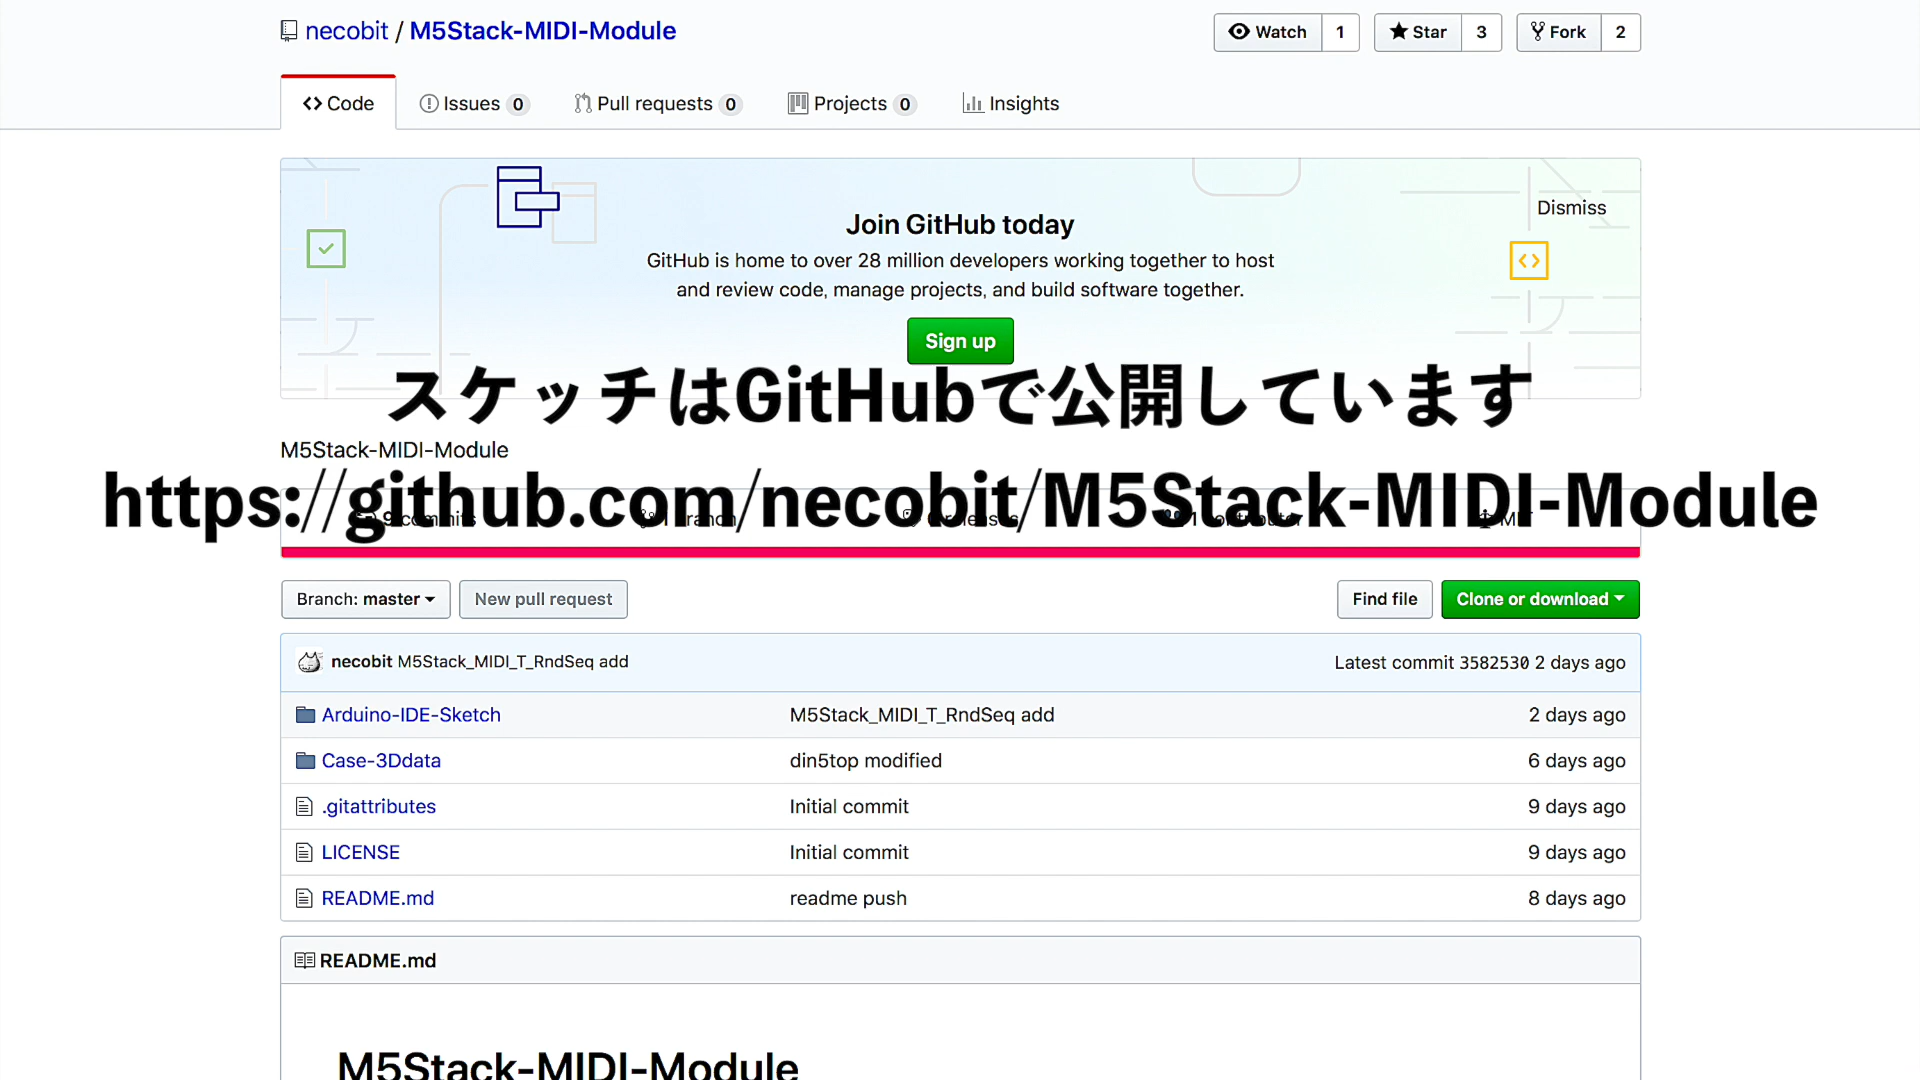 necobit / M5Stack-MIDI-Module
Watch 1
Star 3
Fork 2
Code
Issues 0
Pull requests 0
Projects 0
Insights
Dismiss
Join GitHub today
GitHub is home to over 28 million developers working together to host
and review code, manage projects, and build software together.
Sign up
スケッチはGitHubで公開しています
M5Stack-MIDI-Module
https://github.com/necobit/M5Stack-MIDI-Module
Branch: master
New pull request
Find file
Clone or download
necobit M5Stack_MIDI_T_RndSeq add
Latest commit 3582530 2 days ago
Arduino-IDE-Sketch M5Stack_MIDI_T_RndSeq add 2 days ago
Case-3Ddata din5top modified 6 days ago
.gitattributes Initial commit 9 days ago
LICENSE Initial commit 9 days ago
README.md readme push 8 days ago
README.md
M5Stack-MIDI-Module